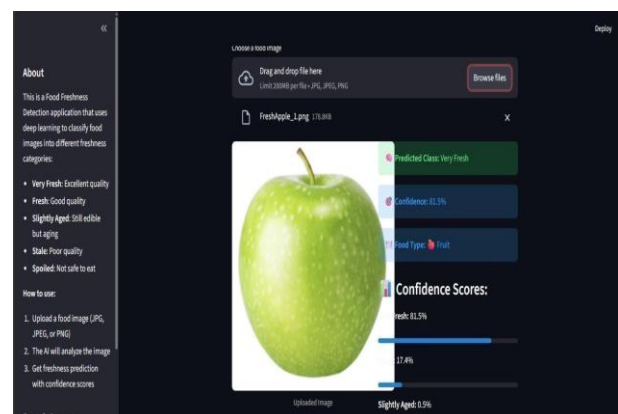 «
Deploy
About
This is a Food Freshness
Detection application that uses
deep learning to classify food
images into different freshness
categories:
• Very Fresh: Excellent quality
• Fresh: Good quality
• Slightly Aged: Still edible
but aging
• Stale: Poor quality
• Spoiled: Not safe to eat
How to use:
1. Upload a food image (JPG,
JPEG, or PNG)
2. The AI will analyze the image
3. Get freshness prediction
with confidence scores
Choose a food image
Drag and drop file here
Limit 200MB per file • JPG, JPEG, PNG
Browse files
FreshApple_1.png 178.8KB
X
Predicted Class: Very Fresh
Confidence: 81.5%
Food Type: Fruit
Confidence Scores:
resh: 81.5%
17.4%
Slightly Aged: 0.5%
Uploaded Image